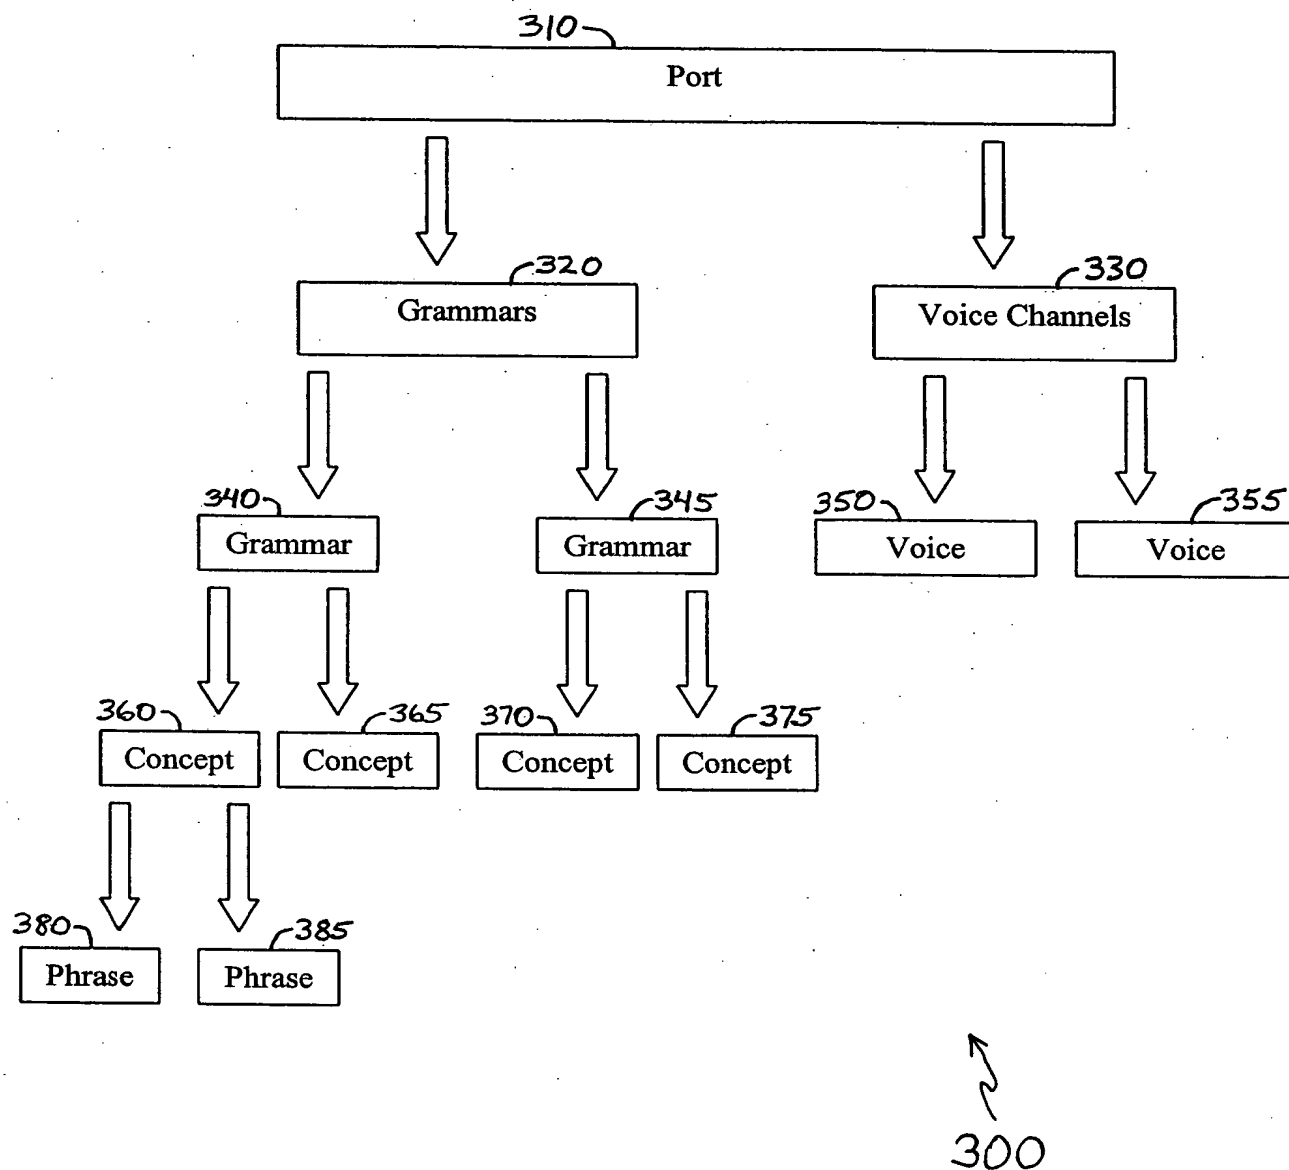 310
Port
320
330
Grammars
Voice Channels
340
345
350
355
Grammar
Grammar
Voice
Voice
360
365
370
375
Concept
Concept
Concept
Concept
380
385
Phrase
Phrase
300